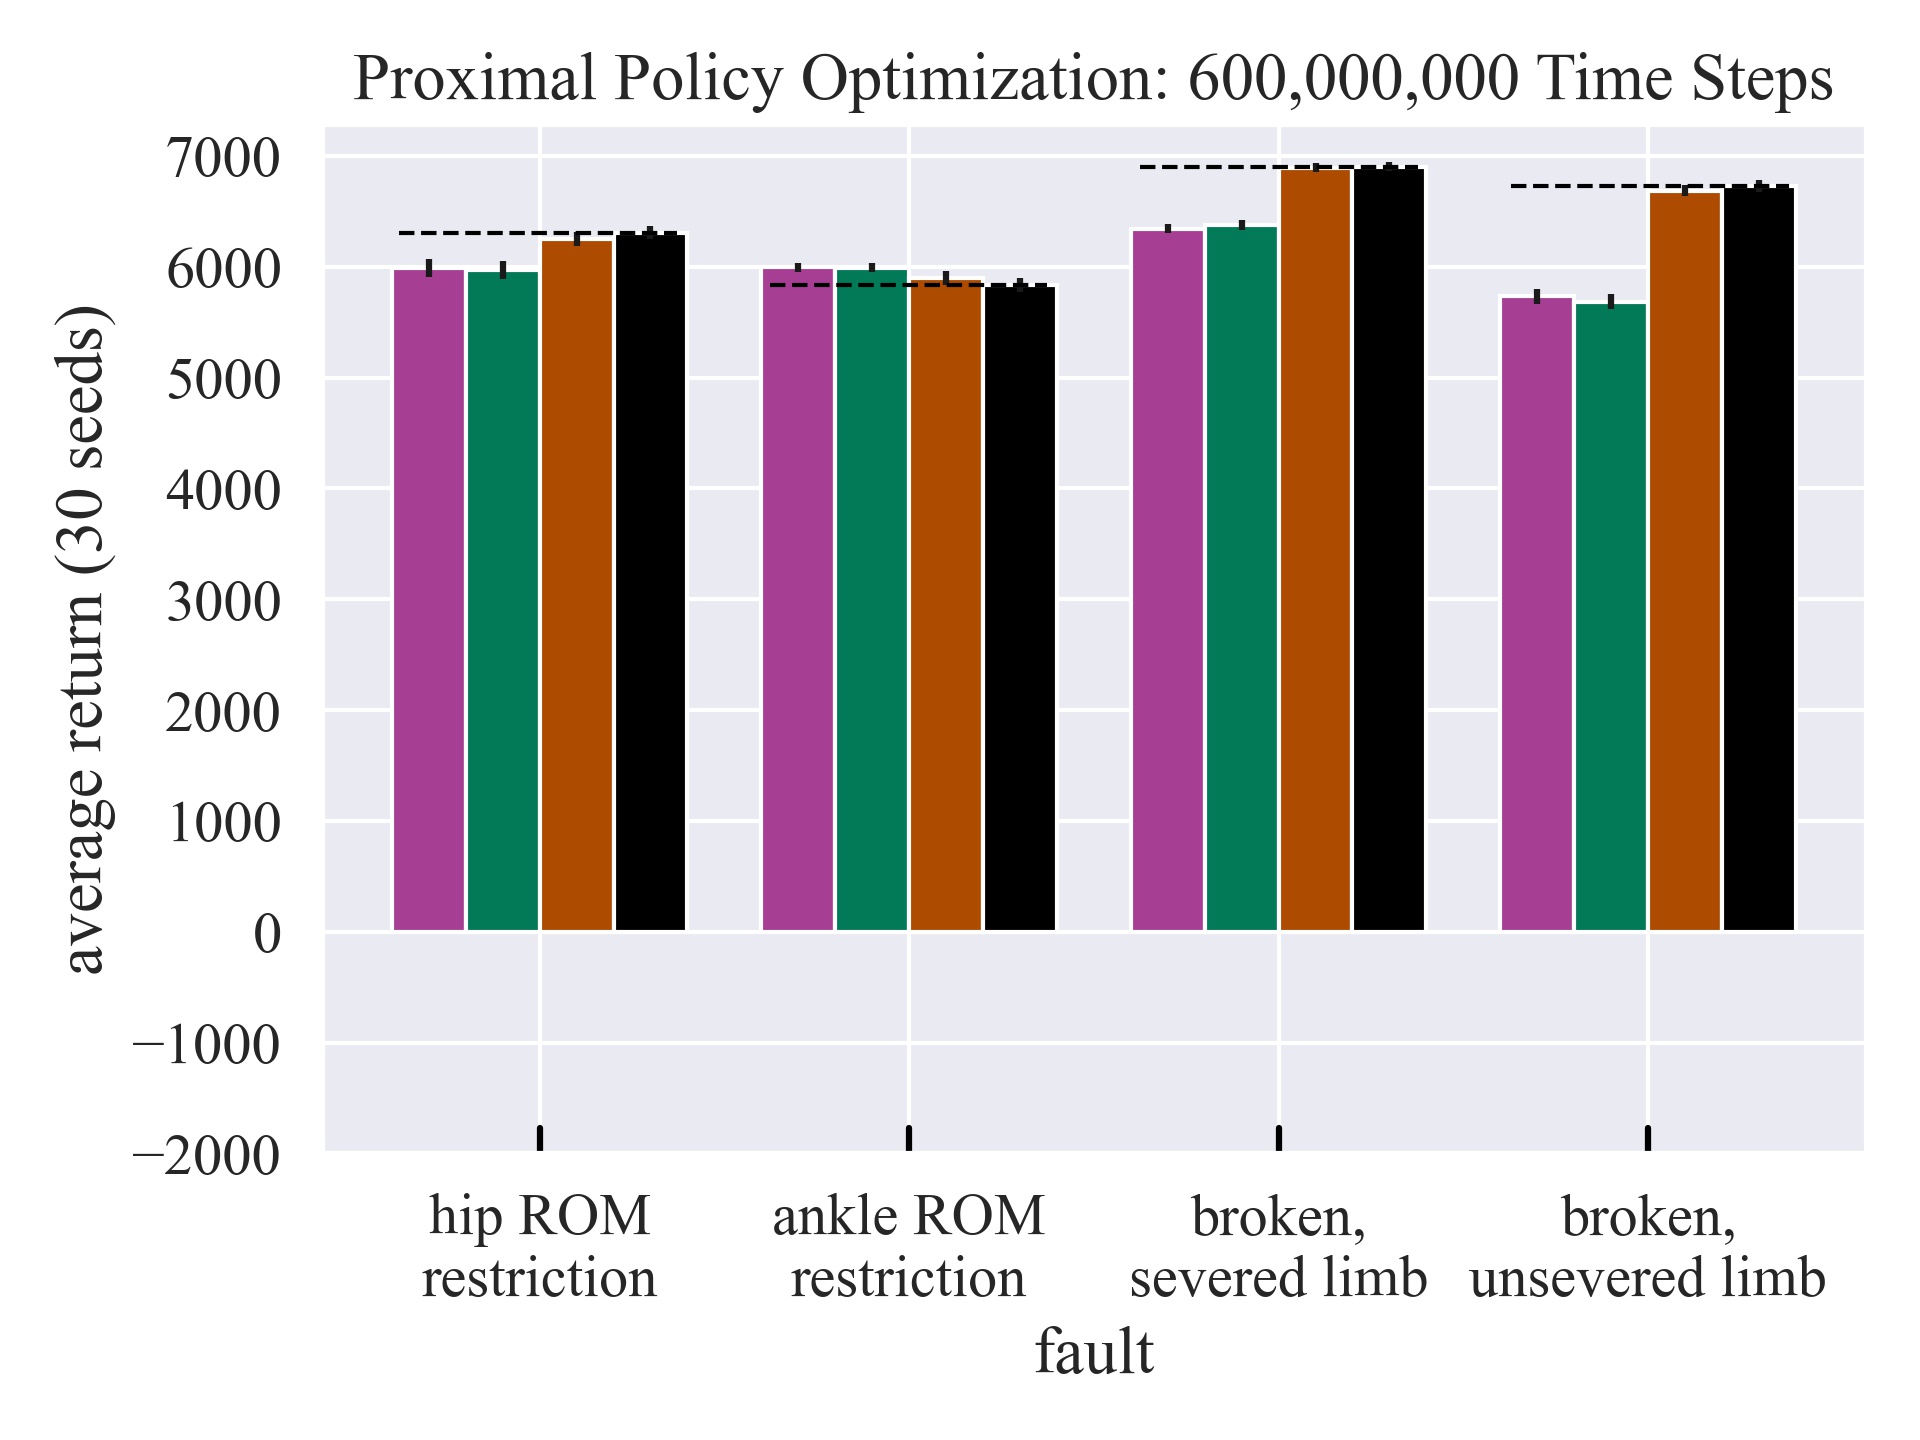 Proximal Policy Optimization: 600,000,000 Time Steps
7000
6000
5000
4000
3000
2000
1000
0
−1000
−2000
average return (30 seeds)
hip ROM
restriction
ankle ROM
restriction
broken,
severed limb
broken,
unsevered limb
fault